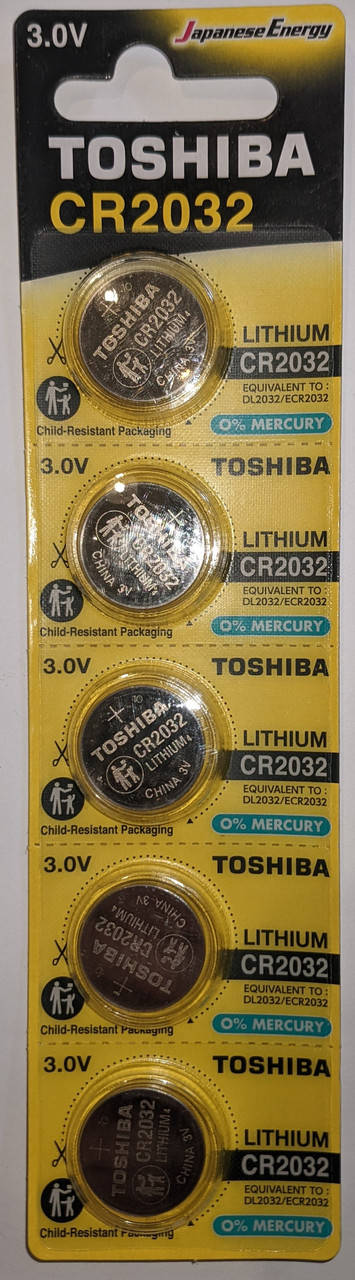 3.0V
Japanese Energy
TOSHIBA
CR2032
TOSHIBA
CR2032
LITHIUM
CHINA 3V
LITHIUM
CR2032
EQUIVALENT TO :
DL2032/ECR2032
Child-Resistant Packaging
0% MERCURY
3.0V
TOSHIBA
TOSHIBA
CR2032
LITHIUM
CHINA 3V
LITHIUM
CR2032
EQUIVALENT TO :
DL2032/ECR2032
Child-Resistant Packaging
0% MERCURY
3.0V
TOSHIBA
TOSHIBA
CR2032
LITHIUM
CHINA 3V
LITHIUM
CR2032
EQUIVALENT TO :
DL2032/ECR2032
Child-Resistant Packaging
0% MERCURY
3.0V
TOSHIBA
TOSHIBA
CR2032
LITHIUM
CHINA 3V
LITHIUM
CR2032
EQUIVALENT TO :
DL2032/ECR2032
Child-Resistant Packaging
0% MERCURY
3.0V
TOSHIBA
TOSHIBA
CR2032
LITHIUM
CHINA 3V
LITHIUM
CR2032
EQUIVALENT TO :
DL2032/ECR2032
Child-Resistant Packaging
0% MERCURY